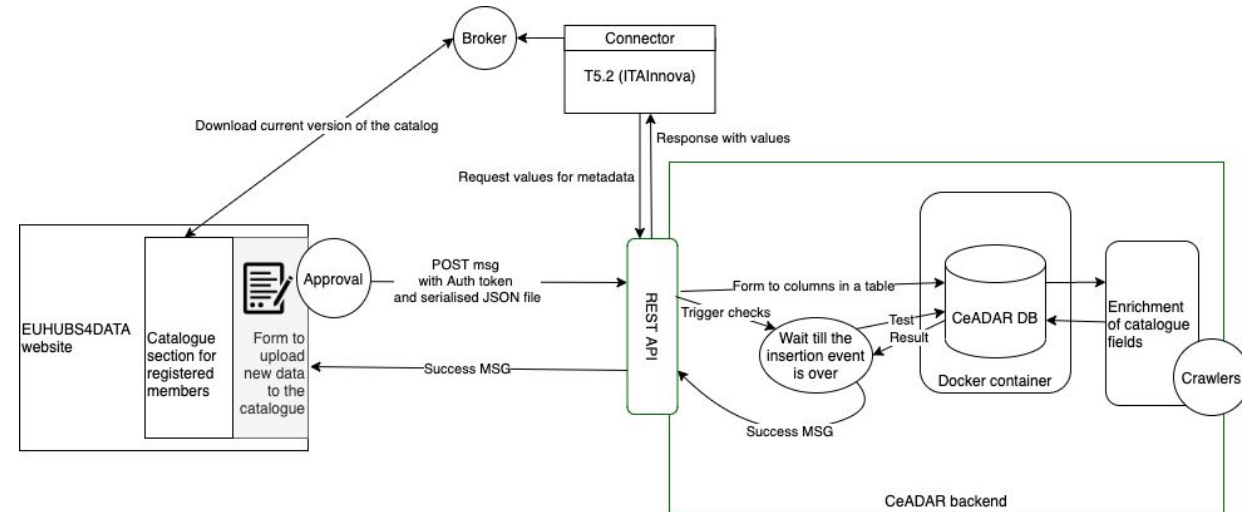 Broker
Connector
T5.2 (ITAInnova)
Download current version of the catalog
Response with values
Request values for metadata
EUHUBS4DATA
website
Catalogue
section for
registered
members
Form to
upload
new data
to the
catalogue
Approval
POST msg
with Auth token
and serialised JSON file
Success MSG
REST API
Form to columns in a table
Trigger checks
Wait till the
insertion event
is over
Test
Result
Success MSG
CeADAR DB
Docker container
Enrichment
of catalogue
fields
Crawlers
CeADAR backend